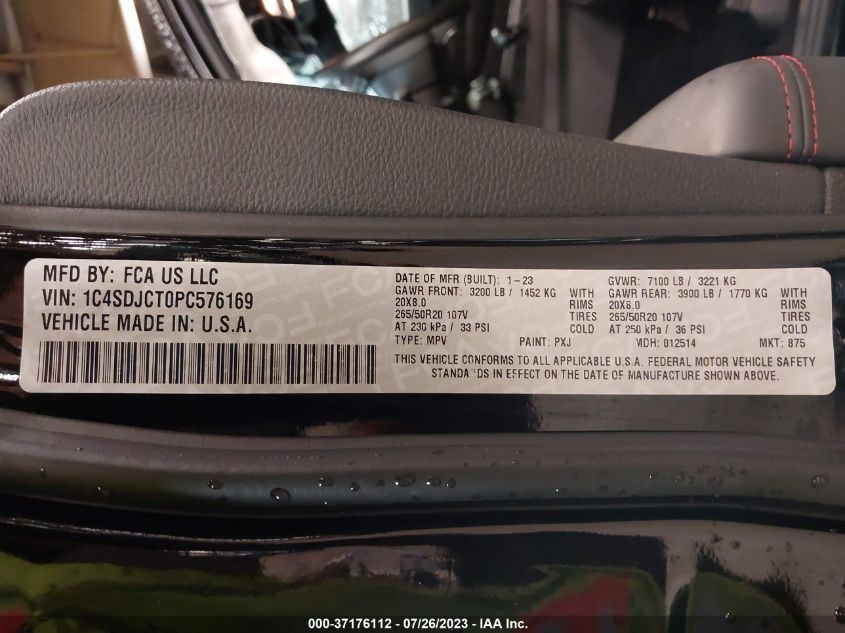 MFD BY: FCA US LLC
VIN: 1C4SDJCT0PC576169
VEHICLE MADE IN: U.S.A.
DATE OF MFR (BUILT): 1-23
GVWR: 7100 LB / 3221 KG
GAWR FRONT: 3200 LB / 1452 KG WITH
GAWR REAR: 3900 LB / 1770 KG WITH
20X8.0 RIMS
20X8.0 RIMS
265/50R20 107V TIRES
265/50R20 107V TIRES
AT 230 kPa / 33 PSI COLD
AT 250 kPa / 36 PSI COLD
TYPE: MPV PAINT: PXJ MDH: 012514 MKT: 875
THIS VEHICLE CONFORMS TO ALL APPLICABLE U.S.A. FEDERAL MOTOR VEHICLE SAFETY
STANDARDS IN EFFECT ON THE DATE OF MANUFACTURE SHOWN ABOVE.
000-37176112 - 07/26/2023 - © IAA Inc.